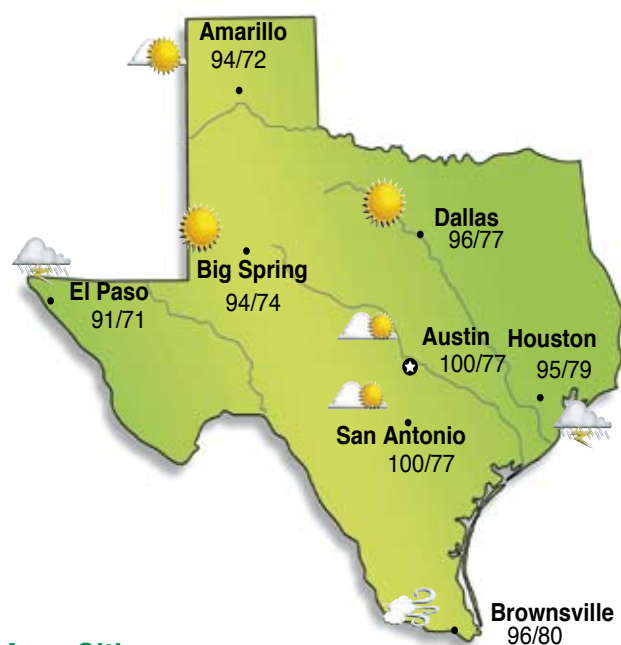 Amarillo
94/72
Dallas
96/77
Big Spring
94/74
El Paso
91/71
Austin
100/77
Houston
95/79
San Antonio
100/77
Brownsville
96/80